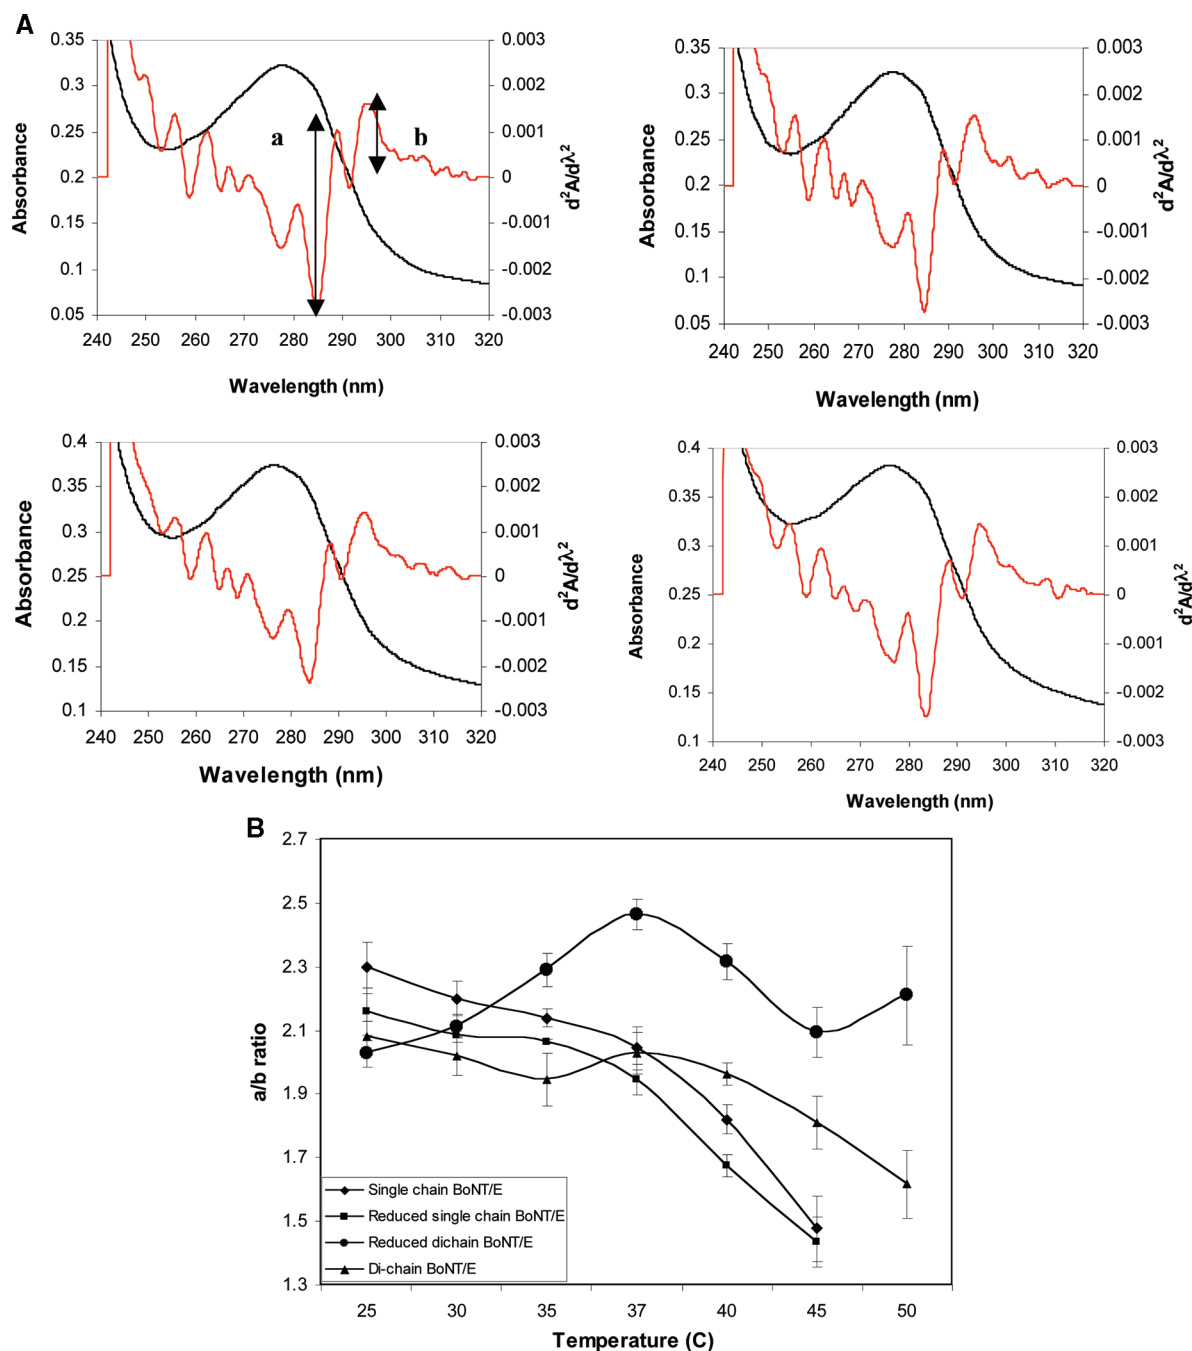 A
0.35
0.3
0.25
0.2
0.15
0.1
0.05
Absorbance
a
b
0.003
0.002
0.001
0
-0.001
-0.002
-0.003
d²A/dλ²
240 250 260 270 280 290 300 310 320
Wavelength (nm)
0.35
0.3
0.25
0.2
0.15
0.1
0.05
Absorbance
0.003
0.002
0.001
0
-0.001
-0.002
-0.003
d²A/dλ²
240 250 260 270 280 290 300 310 320
Wavelength (nm)
0.4
0.35
0.3
0.25
0.2
0.15
0.1
Absorbance
0.003
0.002
0.001
0
-0.001
-0.002
-0.003
d²A/dλ²
240 250 260 270 280 290 300 310 320
Wavelength (nm)
0.4
0.35
0.3
0.25
0.2
0.15
0.1
Absorbance
0.003
0.002
0.001
0
-0.001
-0.002
-0.003
d²A/dλ²
240 250 260 270 280 290 300 310 320
Wavelength (nm)
B
2.7
2.5
2.3
2.1
1.9
1.7
1.5
1.3
a/b ratio
Single chain BoNT/E
Reduced single chain BoNT/E
Reduced dichain BoNT/E
Di-chain BoNT/E
25 30 35 37 40 45 50
Temperature (C)